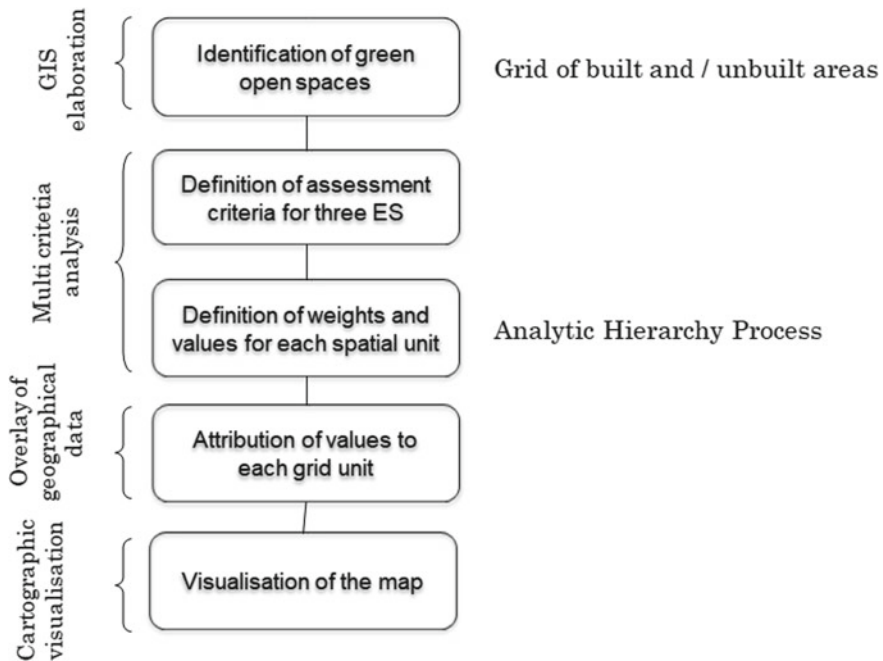 GIS
elaboration
Identification of green
open spaces
Grid of built and / unbuilt areas
Multi critetia
analysis
Definition of assessment
criteria for three ES
Definition of weights and
values for each spatial unit
Analytic Hierarchy Process
Overlay of
geographical
data
Attribution of values to
each grid unit
Cartographic
visualisation
Visualisation of the map